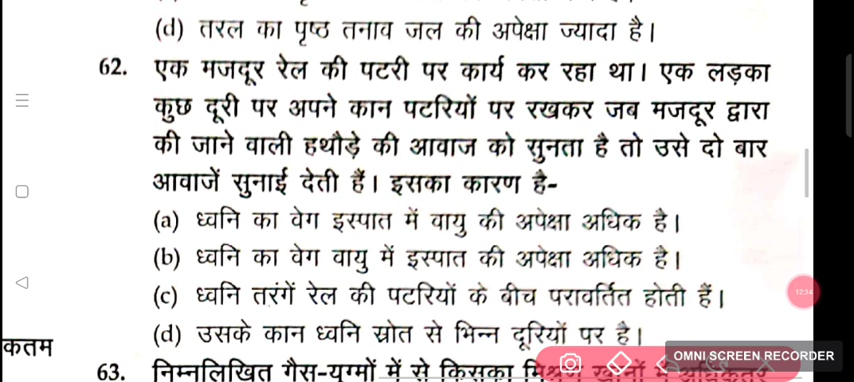 (d) तरल का पृष्ठ तनाव जल की अपेक्षा ज्यादा है।
62. एक मजदूर रेल की पटरी पर कार्य कर रहा था। एक लड़का
कुछ दूरी पर अपने कान पटरियों पर रखकर जब मजदूर द्वारा
की जाने वाली हथौड़े की आवाज को सुनता है तो उसे दो बार
आवाजें सुनाई देती हैं। इसका कारण है-
(a) ध्वनि का वेग इस्पात में वायु की अपेक्षा अधिक है।
(b) ध्वनि का वेग वायु में इस्पात की अपेक्षा अधिक है।
(c) ध्वनि तरंगें रेल की पटरियों के बीच परावर्तित होती हैं।
12:34
(d) उसके कान ध्वनि स्रोत से भिन्न दूरियों पर है।
कतम
OMNI SCREEN RECORDER
63. निम्नलिखित गैस-युग्मों में से किसका